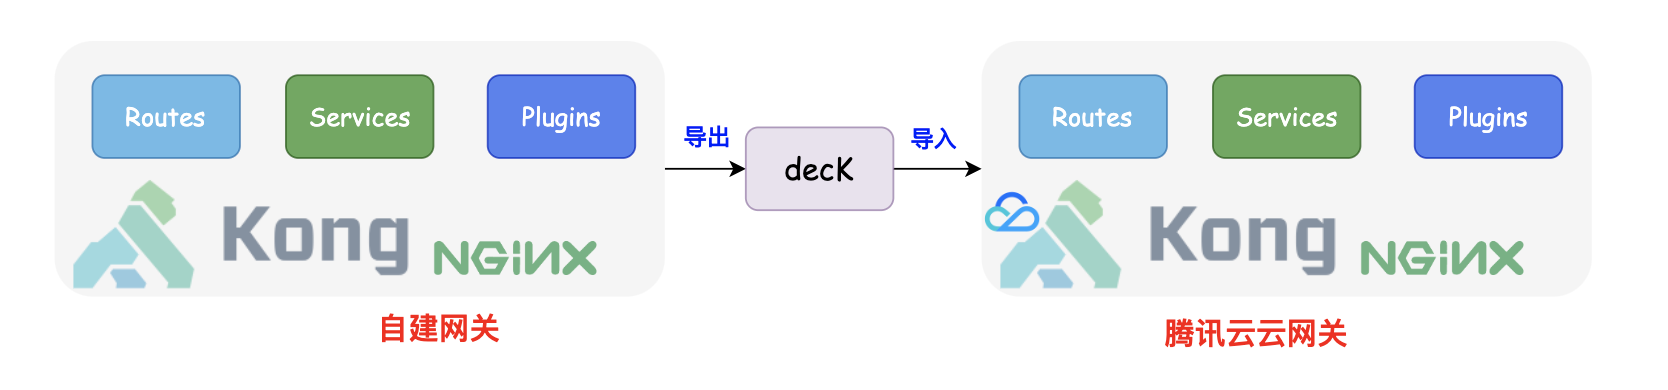 Routes
Services
Plugins
Kong
NGINX
自建网关
导出
decK
导入
Routes
Services
Plugins
Kong
NGINX
腾讯云云网关